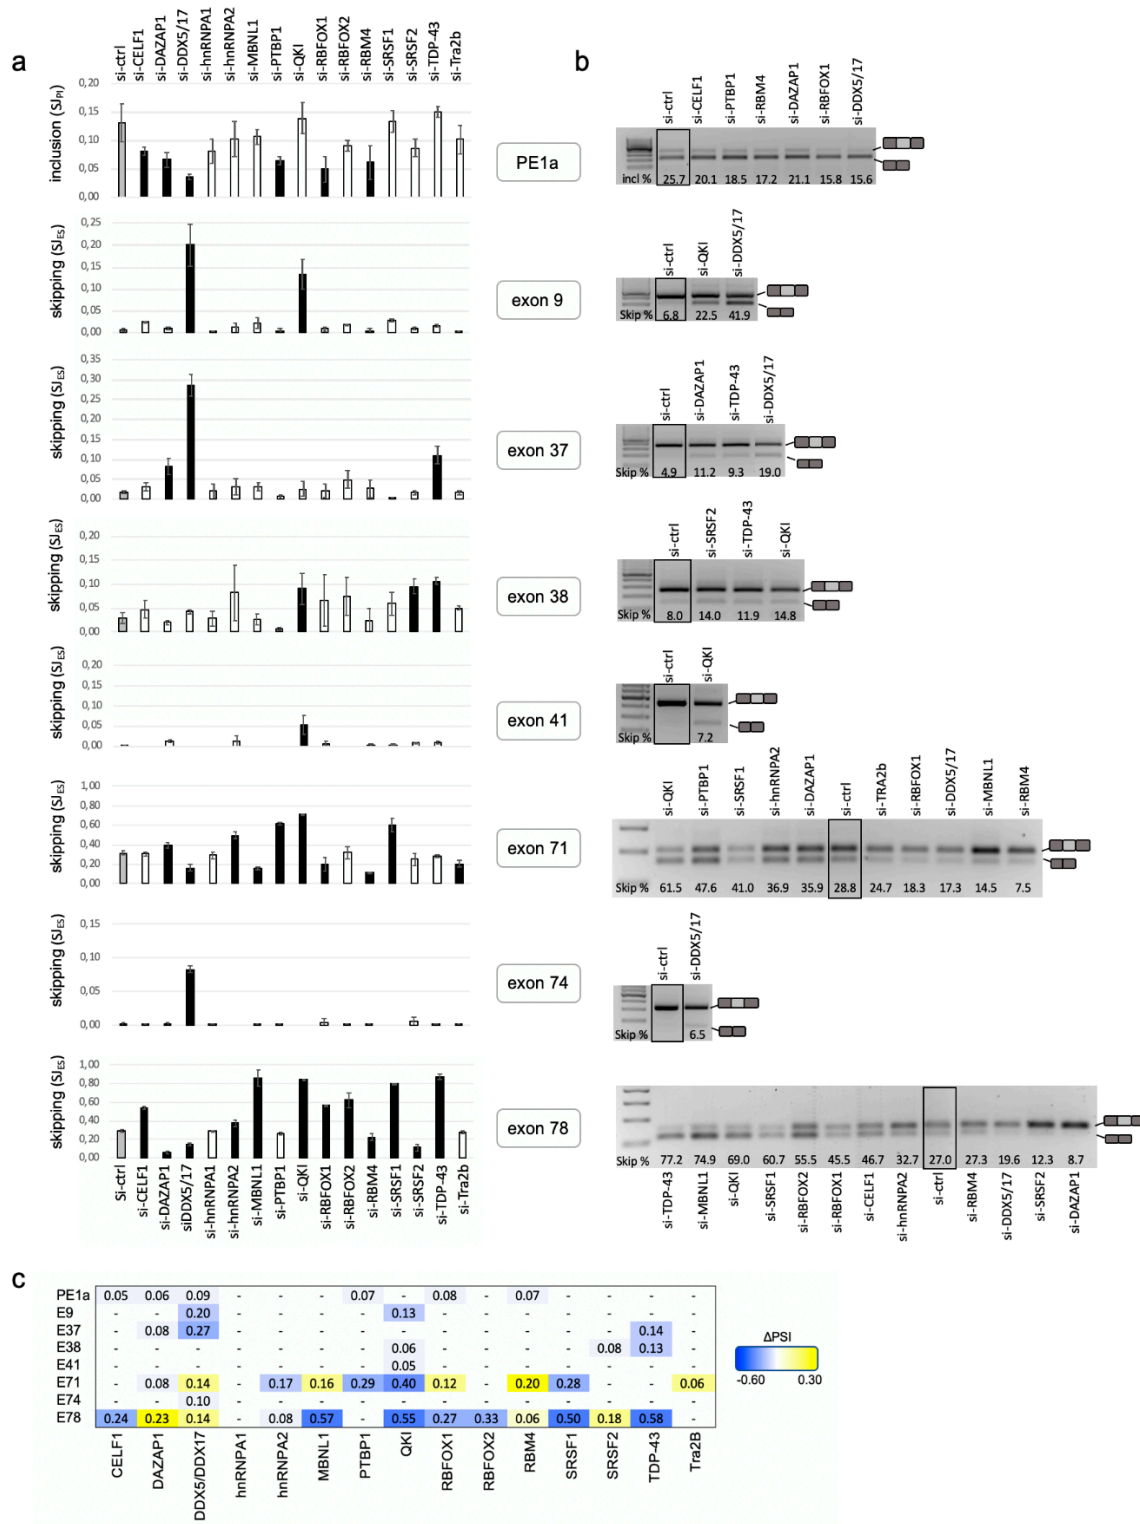 a
si-ctrl si-CELF1 si-DAZAP1 si-DDX5/17 si-hnRNPA1 si-hnRNPA2 si-MBNL1 si-PTBP1 si-QKI si-RBFOX1 si-RBFOX2 si-RBM4 si-SRSF1 si-SRSF2 si-TDP-43 si-Tra2b
inclusion (SJPI)
0,20
0,15
0,10
0,05
0,00
skipping (SJES)
0,25
0,20
0,15
0,10
0,05
0,00
skipping (SJES)
0,35
0,30
0,25
0,20
0,15
0,10
0,05
0,00
skipping (SJES)
0,20
0,15
0,10
0,05
0,00
skipping (SJES)
0,20
0,15
0,10
0,05
0,00
skipping (SJES)
1,00
0,80
0,60
0,40
0,20
0,00
skipping (SJES)
0,15
0,10
0,05
0,00
skipping (SJES)
1,00
0,80
0,60
0,40
0,20
0,00
Si-ctrl si-CELF1 si-DAZAP1 siDDX5/17 si-hnRNPA1 si-hnRNPA2 si-MBNL1 si-PTBP1 si-QKI si-RBFOX1 si-RBFOX2 si-RBM4 si-SRSF1 si-SRSF2 si-TDP-43 si-Tra2b
PE1a
exon 9
exon 37
exon 38
exon 41
exon 71
exon 74
exon 78
b
si-ctrl si-CELF1 si-PTBP1 si-RBM4 si-DAZAP1 si-RBFOX1 si-DDX5/17
incl % 25.7 20.1 18.5 17.2 21.1 15.8 15.6
si-ctrl si-QKI si-DDX5/17
Skip % 6.8 22.5 41.9
si-ctrl si-DAZAP1 si-TDP-43 si-DDX5/17
Skip % 4.9 11.2 9.3 19.0
si-ctrl si-SRSF2 si-TDP-43 si-QKI
Skip % 8.0 14.0 11.9 14.8
si-ctrl si-QKI
Skip % 7.2
si-QKI si-PTBP1 si-SRSF1 si-hnRNPA2 si-DAZAP1 si-ctrl si-TRA2b si-RBFOX1 si-DDX5/17 si-MBNL1 si-RBM4
Skip % 61.5 47.6 41.0 36.9 35.9 28.8 24.7 18.3 17.3 14.5 7.5
si-ctrl si-DDX5/17
Skip % 6.5
Skip % 77.2 74.9 69.0 60.7 55.5 45.5 46.7 32.7 27.0 27.3 19.6 12.3 8.7
si-TDP-43 si-MBNL1 si-QKI si-SRSF1 si-RBFOX2 si-RBFOX1 si-CELF1 si-hnRNPA2 si-ctrl si-RBM4 si-DDX5/17 si-SRSF2 si-DAZAP1
c
PE1a 0.05 0.06 0.09 - - - 0.07 - 0.08 - 0.07 - - - -
E9 - - 0.20 - - - - 0.13 - - - - - - -
E37 - 0.08 0.27 - - - - - - - - - - 0.14 -
E38 - - - - - - - 0.06 - - - - 0.08 0.13 -
E41 - - - - - - - 0.05 - - - - - - -
E71 - 0.08 0.14 - 0.17 0.16 0.29 0.40 0.12 - 0.20 0.28 - - 0.06
E74 - - 0.10 - - - - - - - - - - - -
E78 0.24 0.23 0.14 - 0.08 0.57 - 0.55 0.27 0.33 0.06 0.50 0.18 0.58 -
CELF1 DAZAP1 DDX5/DDX17 hnRNPA1 hnRNPA2 MBNL1 PTBP1 QKI RBFOX1 RBFOX2 RBM4 SRSF1 SRSF2 TDP-43 Tra2B
ΔPSI
-0.60 0.30